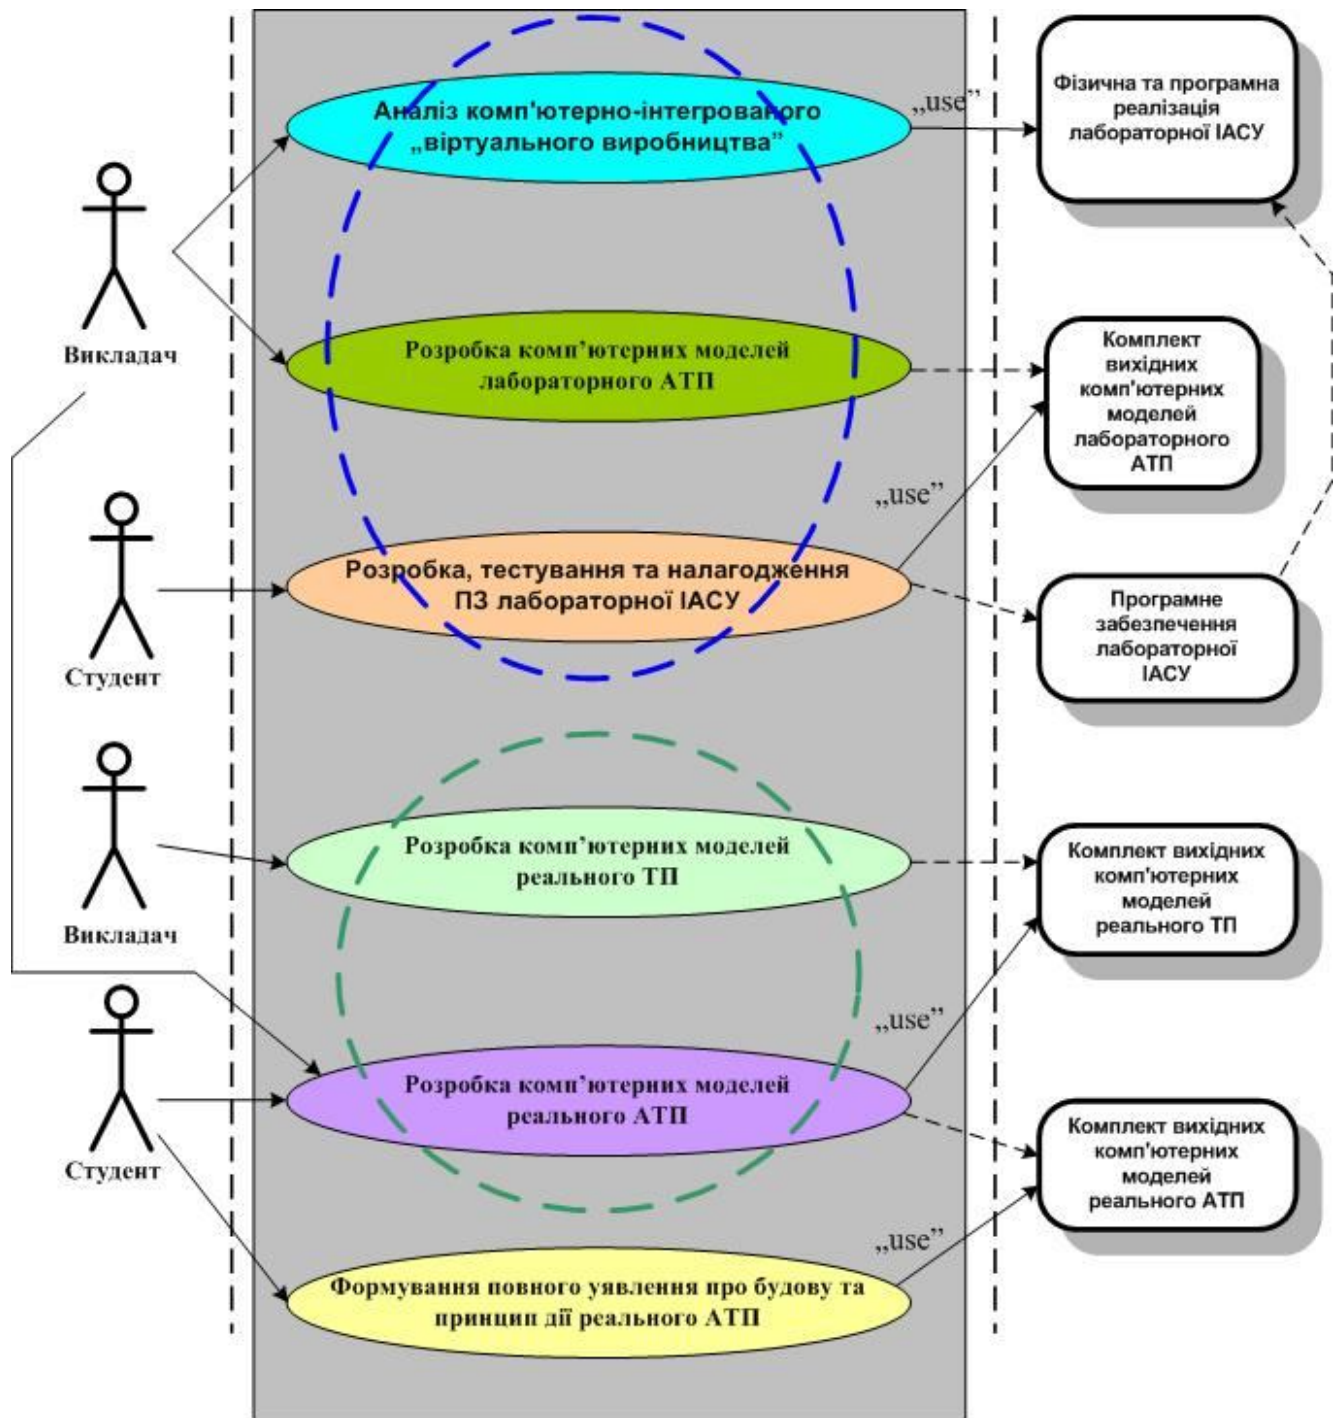 Аналіз комп'ютерно-інтегрованого
„віртуального виробництва”
„use”
Фізична та програмна
реалізація
лабораторної ІАСУ
Викладач
Розробка комп’ютерних моделей
лабораторного АТП
Комплект
вихідних
комп'ютерних
моделей
лабораторного
АТП
„use”
Студент
Розробка, тестування та налагодження
ПЗ лабораторної ІАСУ
Програмне
забезпечення
лабораторної
ІАСУ
Викладач
Розробка комп’ютерних моделей
реального ТП
Комплект вихідних
комп'ютерних
моделей
реального ТП
„use”
Студент
Розробка комп’ютерних моделей
реального АТП
Комплект вихідних
комп'ютерних
моделей
реального АТП
„use”
Формування повного уявлення про будову та
принцип дії реального АТП